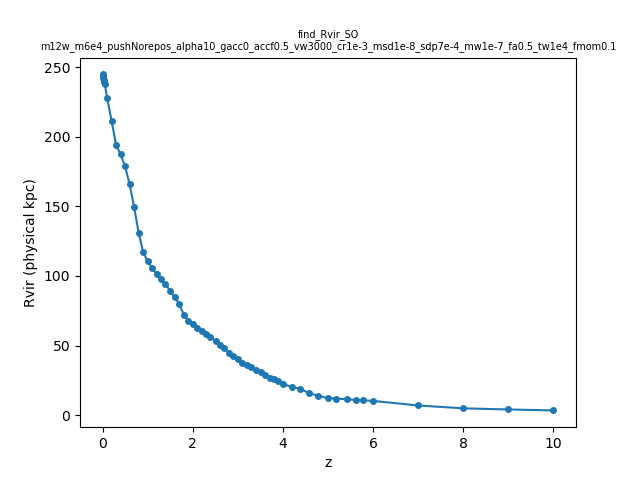 find_Rvir_SO
m12w_m6e4_pushNorepos_alpha10_gacc0_accf0.5_vw3000_cr1e-3_msd1e-8_sdp7e-4_mw1e-7_fa0.5_tw1e4_fmom0.1
250
200
150
100
50
0
Rvir (physical kpc)
0 2 4 6 8 10
z